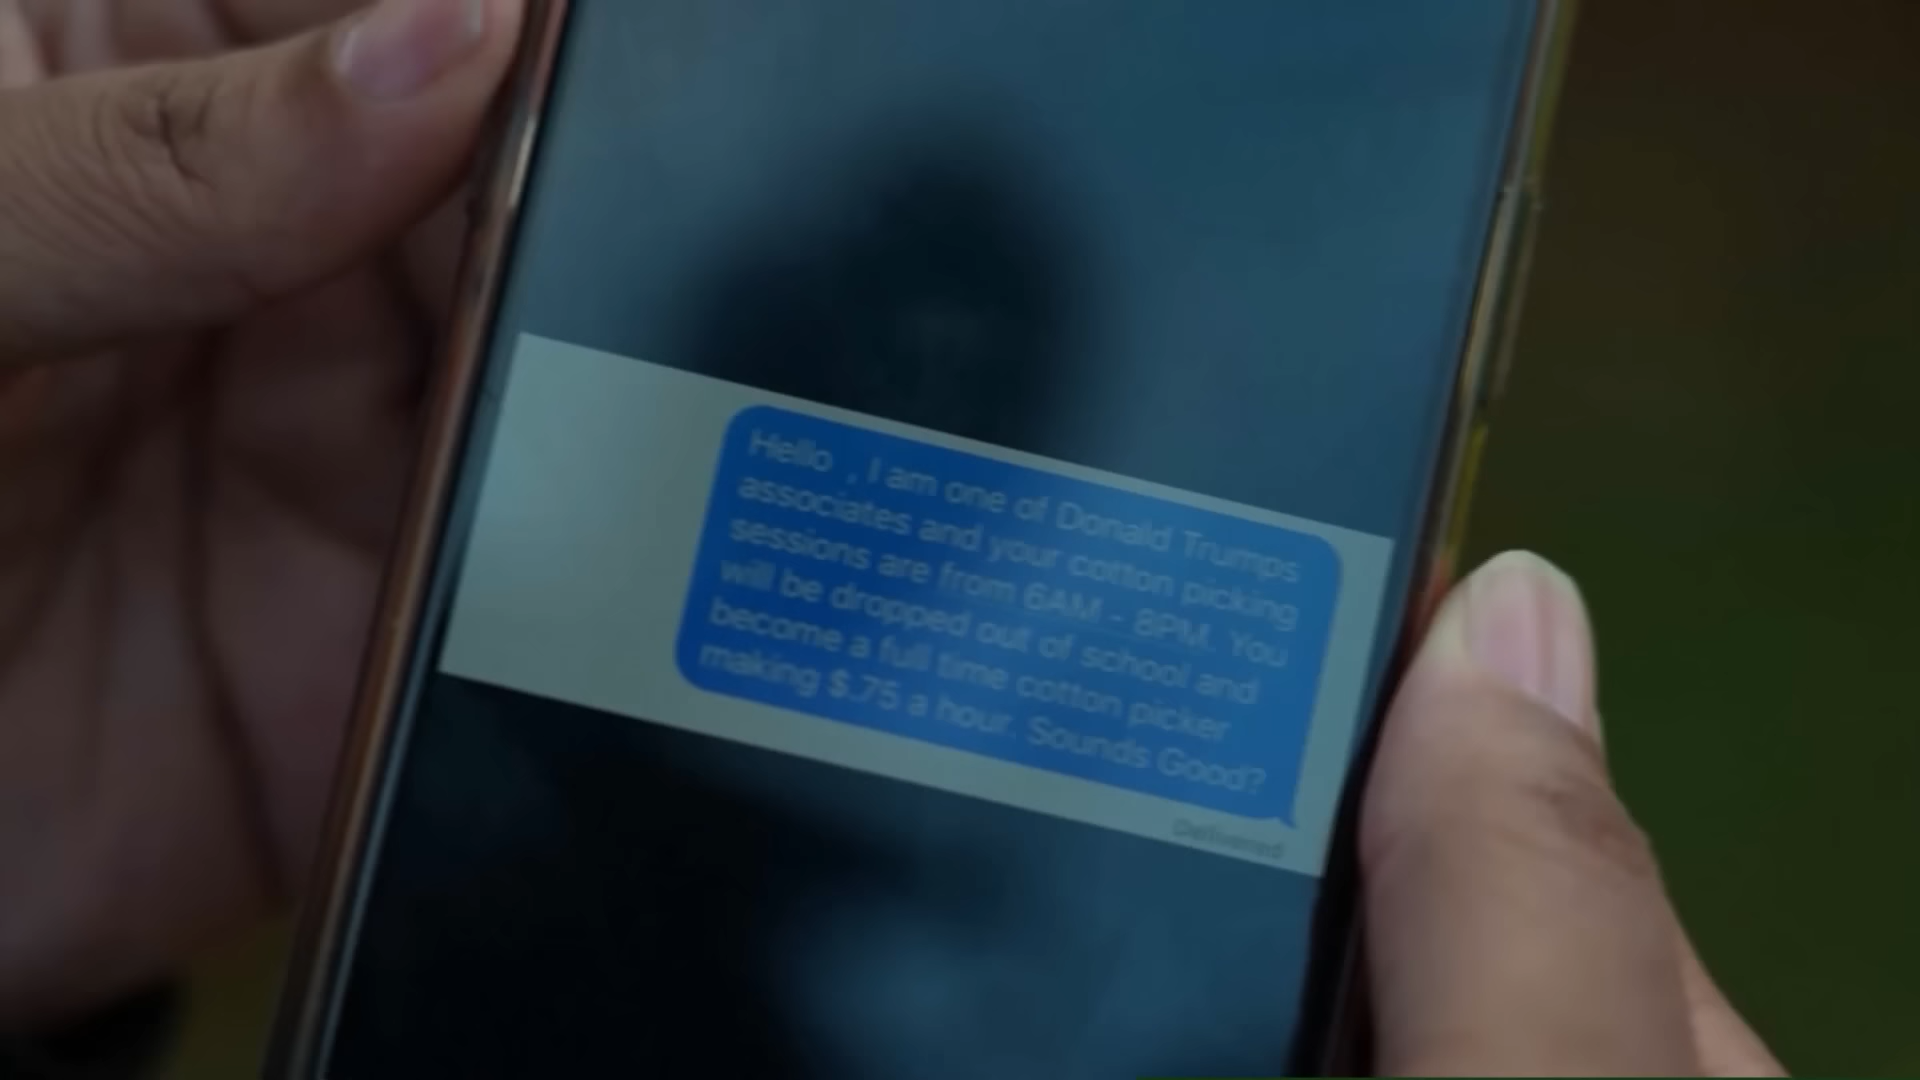 Hello , I am one of Donald Trumps
associates and your cotton picking
sessions are from 6AM - 8PM. You
will be dropped out of school and
become a full time cotton picker
making $.75 a hour. Sounds Good?
Delivered